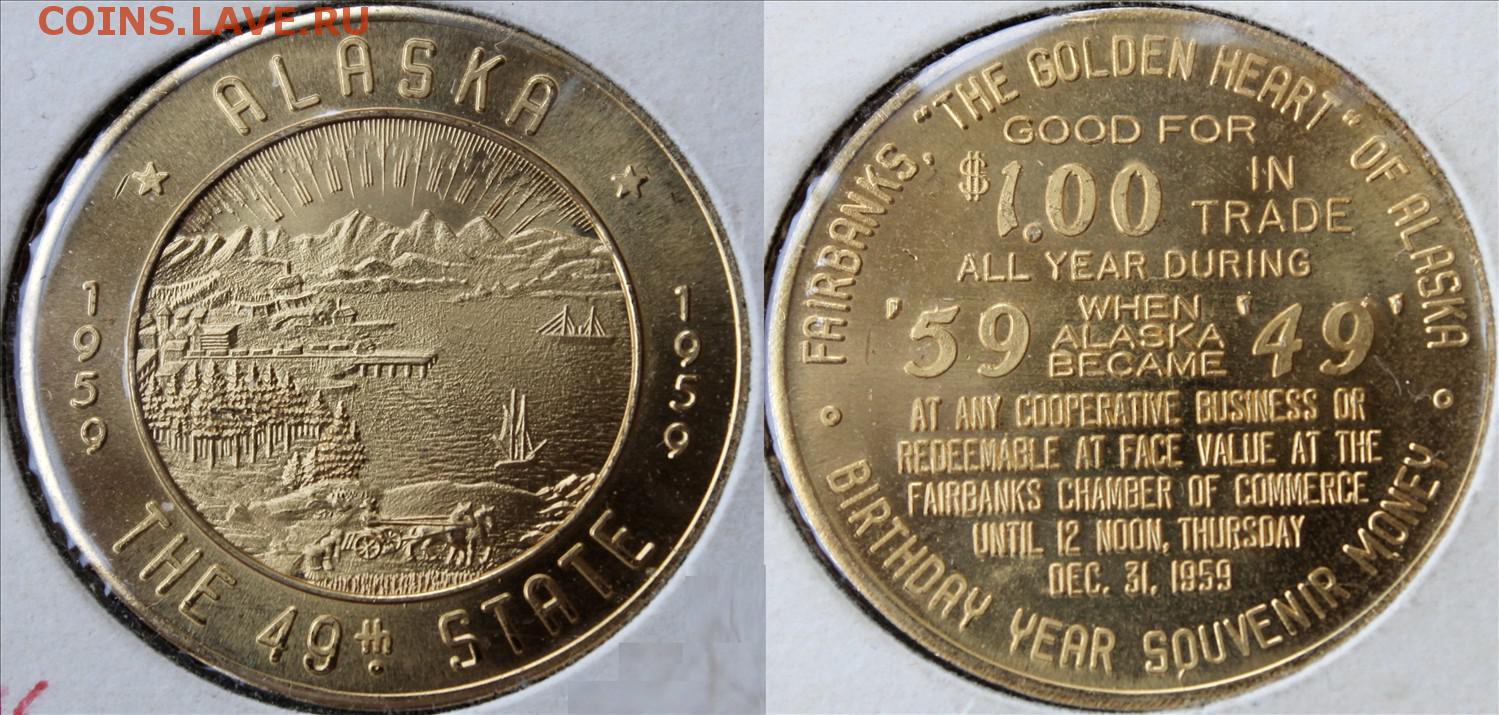 COINS.LAVE.RU
ALASKA
1959
1959
THE 49th STATE
FAIRBANKS, "THE GOLDEN HEART" OF ALASKA
GOOD FOR
$1.00 IN TRADE
ALL YEAR DURING
'59 WHEN ALASKA BECAME '49'
AT ANY COOPERATIVE BUSINESS OR
REDEEMABLE AT FACE VALUE AT THE
FAIRBANKS CHAMBER OF COMMERCE
UNTIL 12 NOON, THURSDAY
DEC. 31, 1959
BIRTHDAY YEAR SOUVENIR MONEY